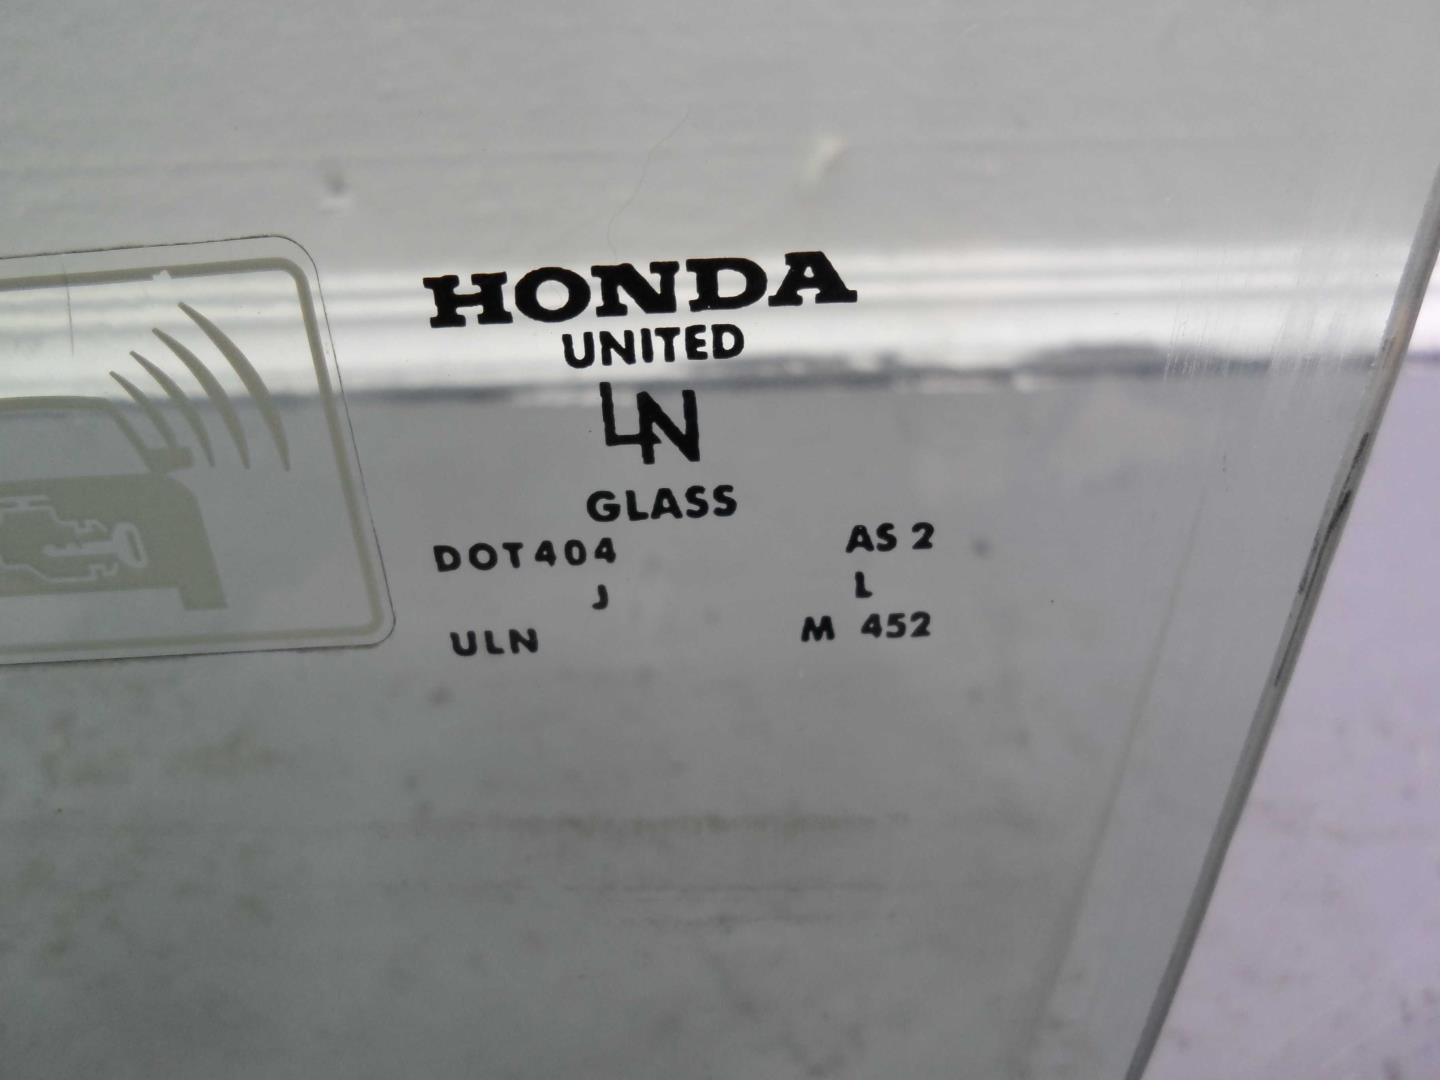 HONDA
UNITED
LN
GLASS
DOT404 AS 2
J L
ULN M 452